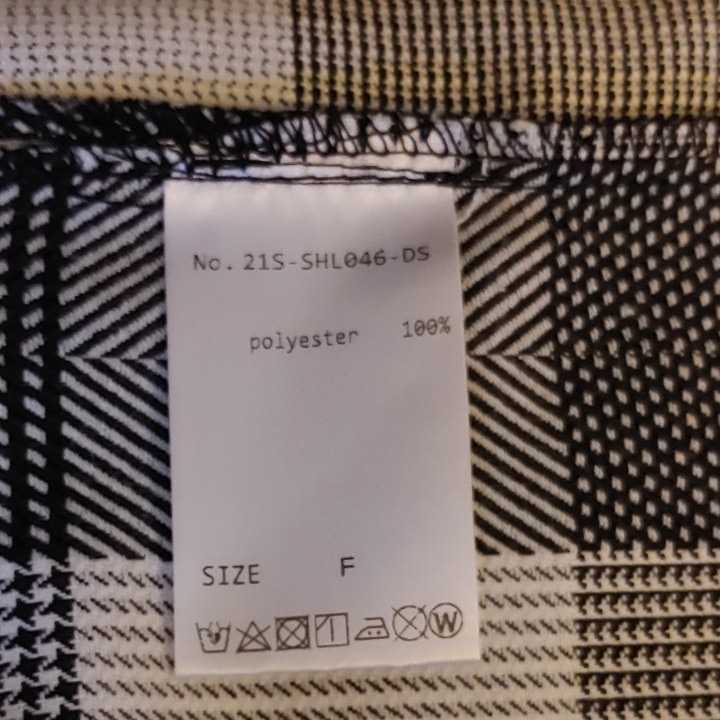 No. 21S-SHL046-DS
polyester 100%
SIZE F
W